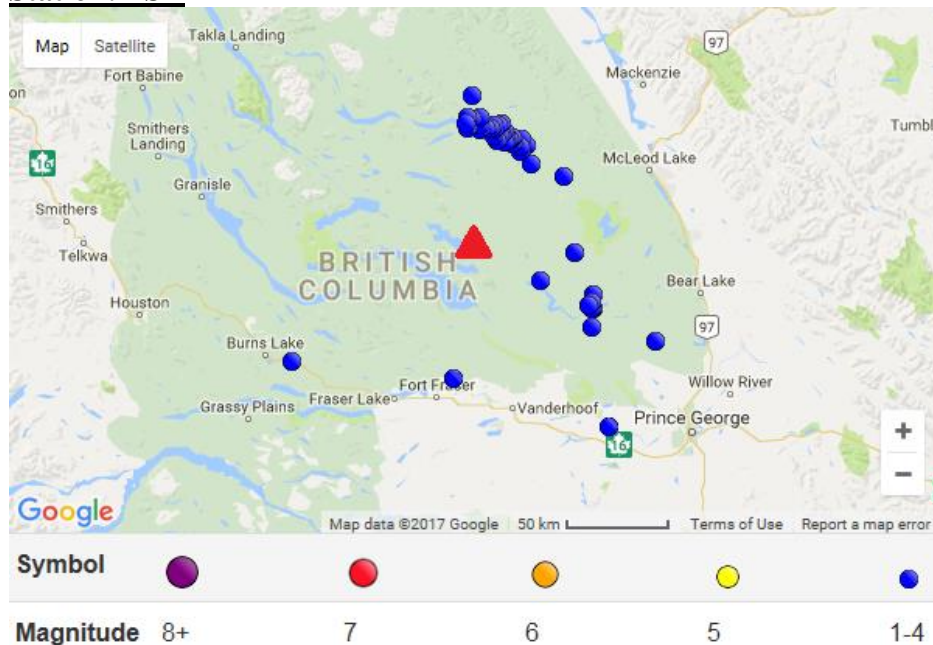 Map Satellite
Takla Landing
97
Fort Babine
Mackenzie
on
Smithers
Landing
Tumbl
16
McLeod Lake
Granisle
Smithers
Telkwa
BRITISH
COLUMBIA
Bear Lake
Houston
97
Burns Lake
Willow River
Fort Fraser
Grassy Plains
Fraser Lake
Vanderhoof
Prince George
16
+
−
Google
Map data ©2017 Google 50 km Terms of Use Report a map error
Symbol
Magnitude 8+ 7 6 5 1-4